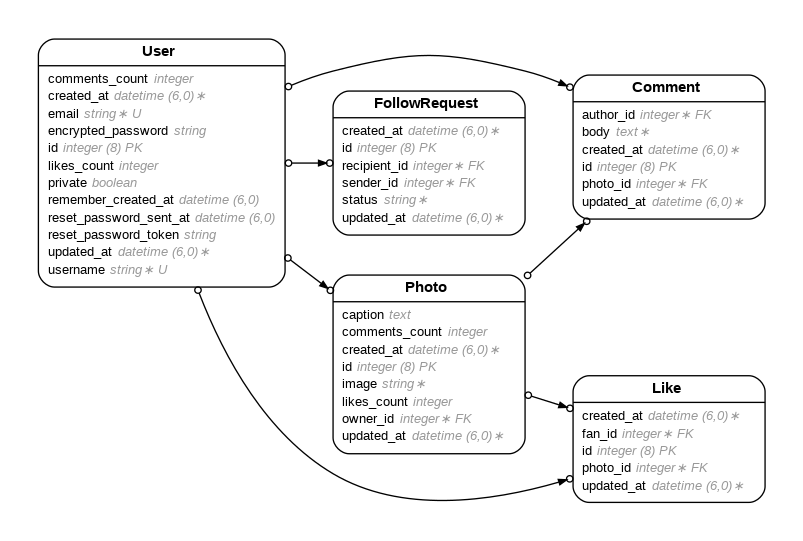 User
comments_count integer
created_at datetime (6,0)∗
email string∗ U
encrypted_password string
id integer (8) PK
likes_count integer
private boolean
remember_created_at datetime (6,0)
reset_password_sent_at datetime (6,0)
reset_password_token string
updated_at datetime (6,0)∗
username string∗ U
FollowRequest
created_at datetime (6,0)∗
id integer (8) PK
recipient_id integer∗ FK
sender_id integer∗ FK
status string∗
updated_at datetime (6,0)∗
Comment
author_id integer∗ FK
body text∗
created_at datetime (6,0)∗
id integer (8) PK
photo_id integer∗ FK
updated_at datetime (6,0)∗
Photo
caption text
comments_count integer
created_at datetime (6,0)∗
id integer (8) PK
image string∗
likes_count integer
owner_id integer∗ FK
updated_at datetime (6,0)∗
Like
created_at datetime (6,0)∗
fan_id integer∗ FK
id integer (8) PK
photo_id integer∗ FK
updated_at datetime (6,0)∗